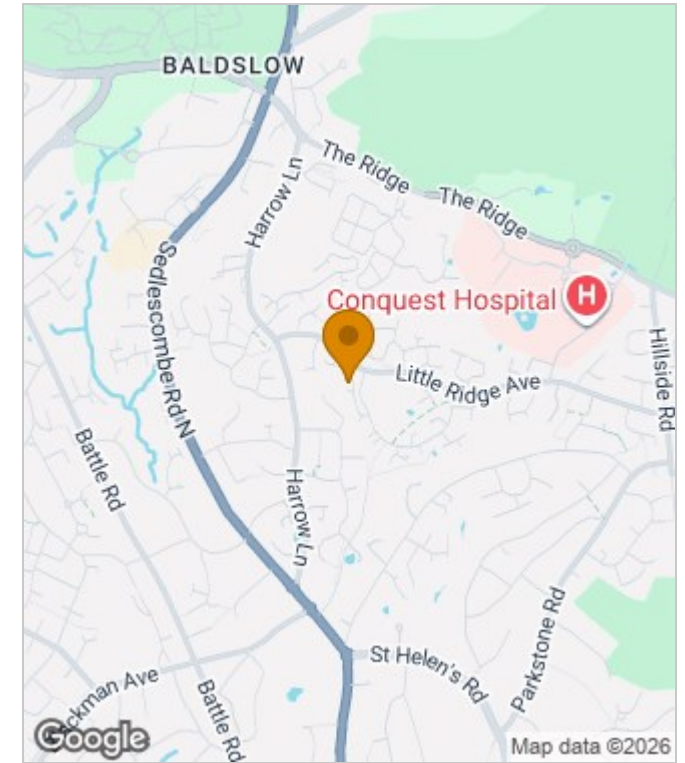 BALDSLOW
The Ridge
The Ridge
Harrow Ln
Sedlescombe Rd N
Conquest Hospital
H
Hillside Rd
Little Ridge Ave
Battle Rd
Harrow Ln
Parkstone Rd
St Helen's Rd
Battle Rd
Google
Map data ©2026